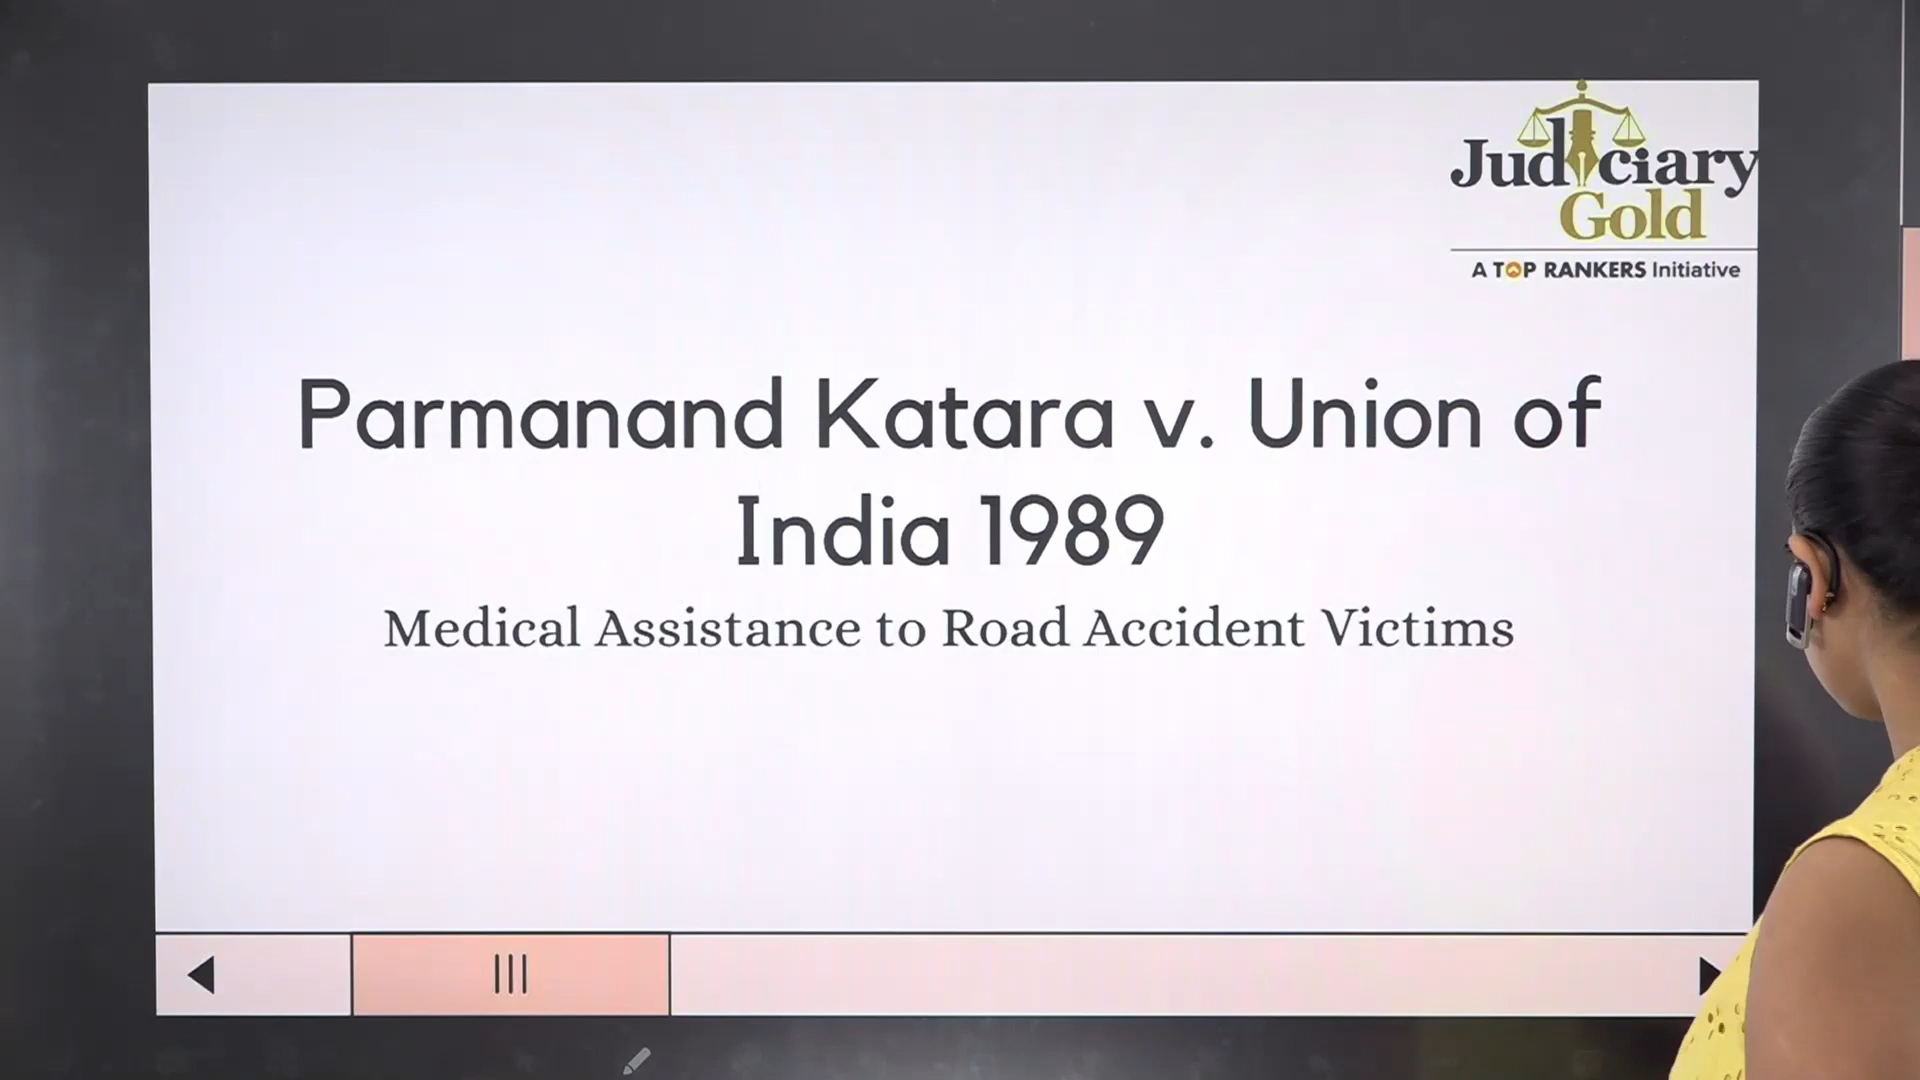 Judiciary
Gold
A TOP RANKERS Initiative
Parmanand Katara v. Union of
India 1989
Medical Assistance to Road Accident Victims